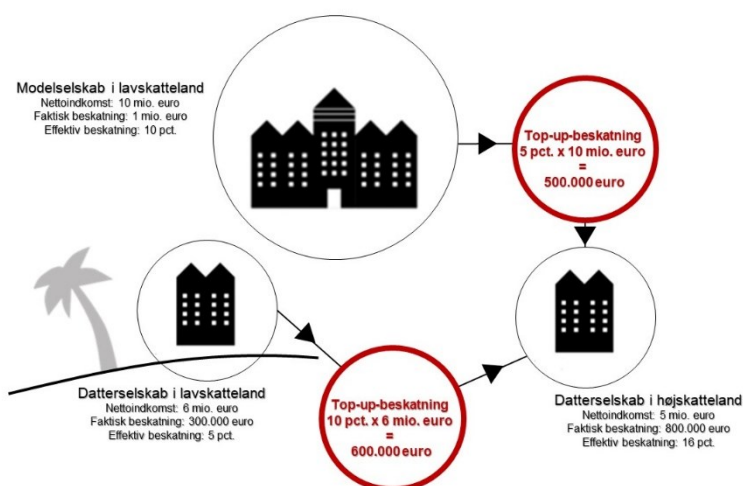 Modelselskab i lavskatteland
Nettoindkomst: 10 mio. euro
Faktisk beskatning: 1 mio. euro
Effektiv beskatning: 10 pct.
Top-up-beskatning
5 pct. x 10 mio. euro
=
500.000 euro
Datterselskab i lavskatteland
Nettoindkomst: 6 mio. euro
Faktisk beskatning: 300.000 euro
Effektiv beskatning: 5 pct.
Top-up-beskatning
10 pct. x 6 mio. euro
=
600.000 euro
Datterselskab i højskatteland
Nettoindkomst: 5 mio. euro
Faktisk beskatning: 800.000 euro
Effektiv beskatning: 16 pct.